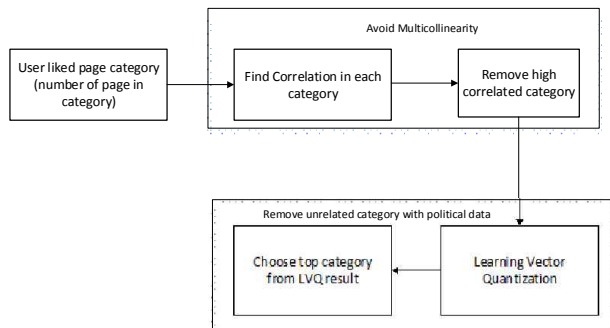 Avoid Multicollinearity
User liked page category
(number of page in
category)
Find Correlation in each
category
Remove high
correlated category
Remove unrelated category with political data
Learning Vector
Quantization
Choose top category
from LVQ result